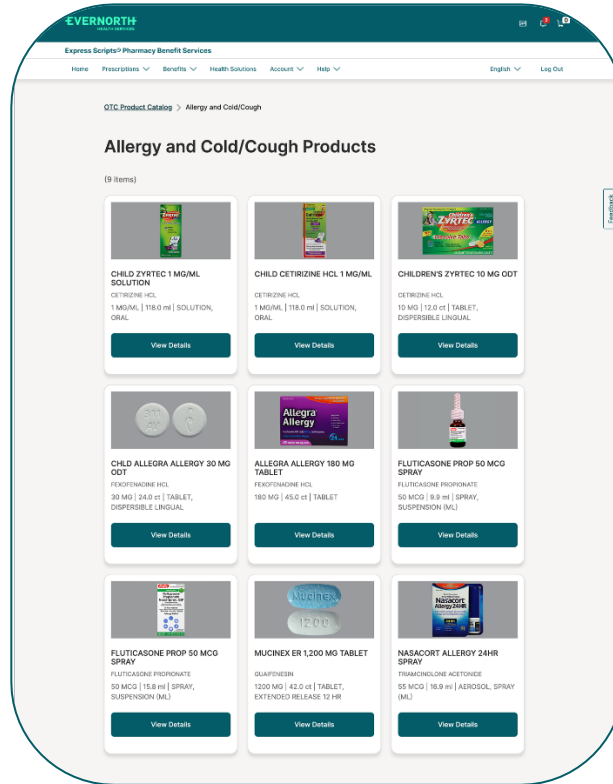 EVERNORTH
HEALTH SERVICES
3
0
Express Scripts® Pharmacy Benefit Services
Home Prescriptions Benefits Health Solutions Account Help English Log Out
OTC Product Catalog > Allergy and Cold/Cough
Allergy and Cold/Cough Products
(9 items)
Feedback
CHILD ZYRTEC 1 MG/ML
SOLUTION
CETIRIZINE HCL
1 MG/ML | 118.0 ml | SOLUTION,
ORAL
View Details
CHILD CETIRIZINE HCL 1 MG/ML
CETIRIZINE HCL
1 MG/ML | 118.0 ml | SOLUTION,
ORAL
View Details
Children's
ZYRTEC
ALLERGY
CHILDREN'S ZYRTEC 10 MG ODT
CETIRIZINE HCL
10 MG | 12.0 ct | TABLET,
DISPERSIBLE LINGUAL
View Details
CHLD ALLEGRA ALLERGY 30 MG
ODT
FEXOFENADINE HCL
30 MG | 24.0 ct | TABLET,
DISPERSIBLE LINGUAL
View Details
Allegra
Allergy
ALLEGRA ALLERGY 180 MG
TABLET
FEXOFENADINE HCL
180 MG | 45.0 ct | TABLET
View Details
FLUTICASONE PROP 50 MCG
SPRAY
FLUTICASONE PROPIONATE
50 MCG | 9.9 ml | SPRAY,
SUSPENSION (ML)
View Details
FLUTICASONE PROP 50 MCG
SPRAY
FLUTICASONE PROPIONATE
50 MCG | 15.8 ml | SPRAY,
SUSPENSION (ML)
View Details
Mucinex
1200
MUCINEX ER 1,200 MG TABLET
GUAIFENESIN
1200 MG | 42.0 ct | TABLET,
EXTENDED RELEASE 12 HR
View Details
Nasacort
Allergy 24HR
NASACORT ALLERGY 24HR
SPRAY
TRIAMCINOLONE ACETONIDE
55 MCG | 16.9 ml | AEROSOL, SPRAY
(ML)
View Details